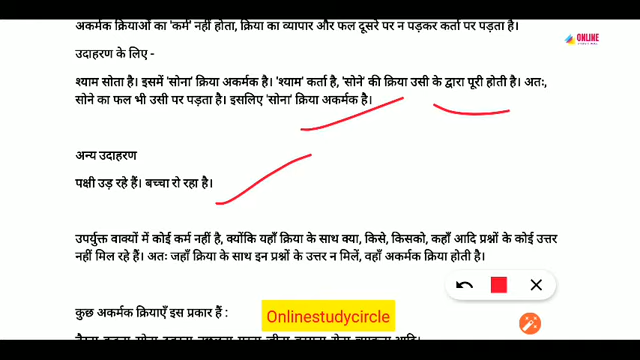 अकर्मक क्रियाओं का 'कर्म' नहीं होता, क्रिया का व्यापार और फल दूसरे पर न पड़कर कर्ता पर पड़ता है।
ONLINE
उदाहरण के लिए -
श्याम सोता है। इसमें 'सोना' क्रिया अकर्मक है। 'श्याम' कर्ता है, 'सोने' की क्रिया उसी के द्वारा पूरी होती है। अतः,
सोने का फल भी उसी पर पड़ता है। इसलिए 'सोना' क्रिया अकर्मक है।
अन्य उदाहरण
पक्षी उड़ रहे हैं। बच्चा रो रहा है।
उपर्युक्त वाक्यों में कोई कर्म नहीं है, क्योंकि यहाँ क्रिया के साथ क्या, किसे, किसको, कहाँ आदि प्रश्नों के कोई उत्तर
नहीं मिल रहे हैं। अतः जहाँ क्रिया के साथ इन प्रश्नों के उत्तर न मिलें, वहाँ अकर्मक क्रिया होती है।
कुछ अकर्मक क्रियाएँ इस प्रकार हैं :
Onlinestudycircle